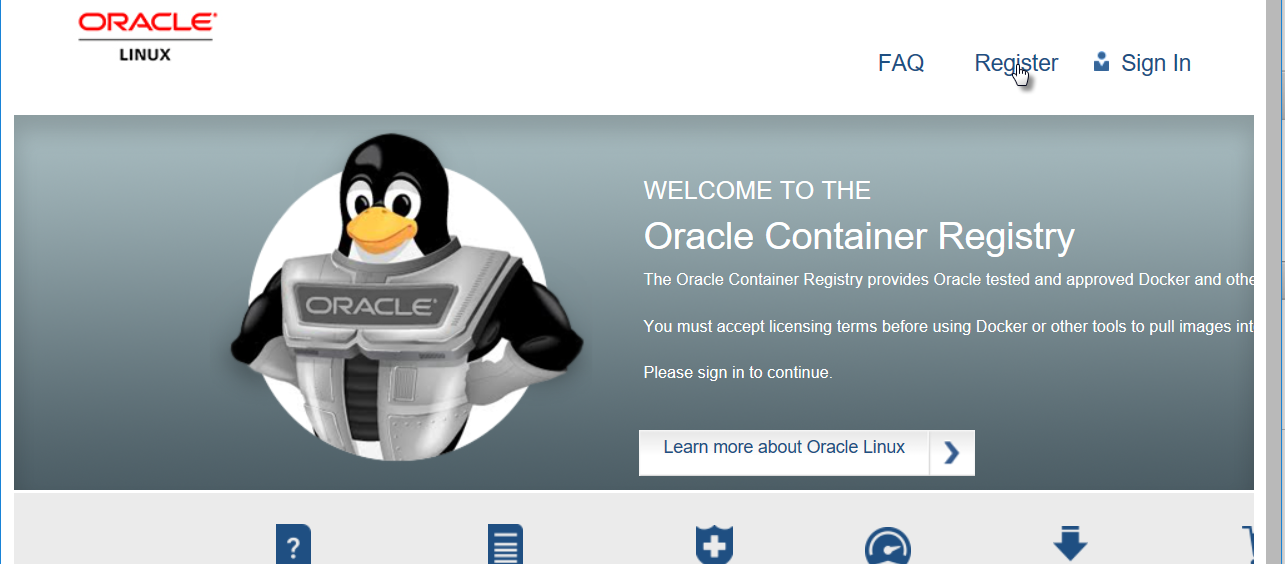 ORACLE
LINUX
FAQ Register Sign In
ORACLE
WELCOME TO THE
Oracle Container Registry
The Oracle Container Registry provides Oracle tested and approved Docker and othe
You must accept licensing terms before using Docker or other tools to pull images int
Please sign in to continue.
Learn more about Oracle Linux
?